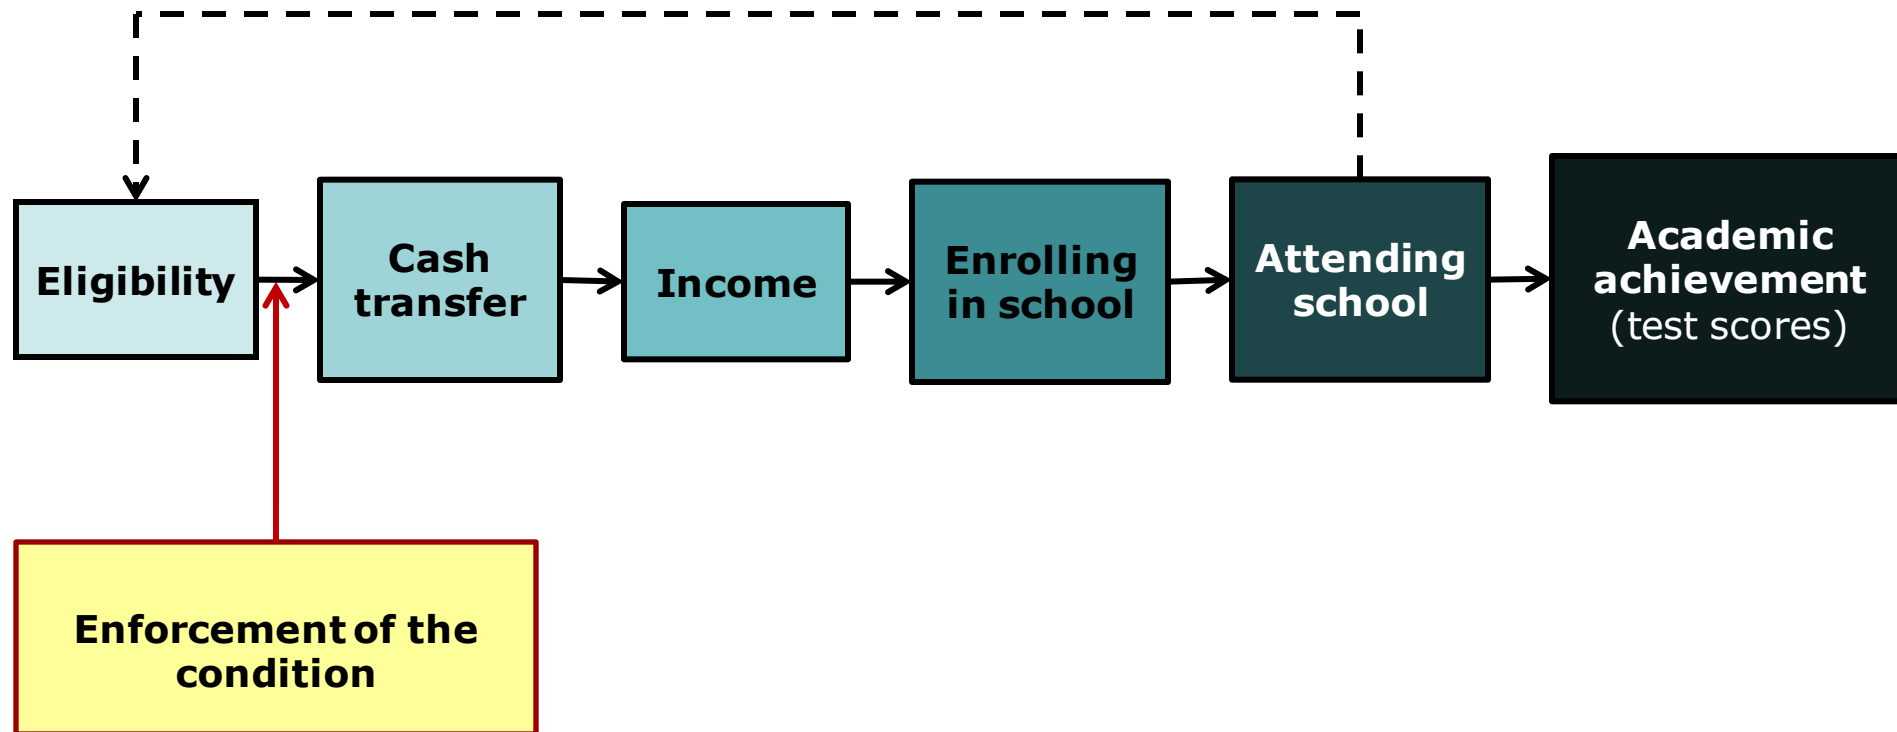 Eligibility
Cash
transfer
Income
Enrolling
in school
Attending
school
Academic
achievement
(test scores)
Enforcement of the
condition